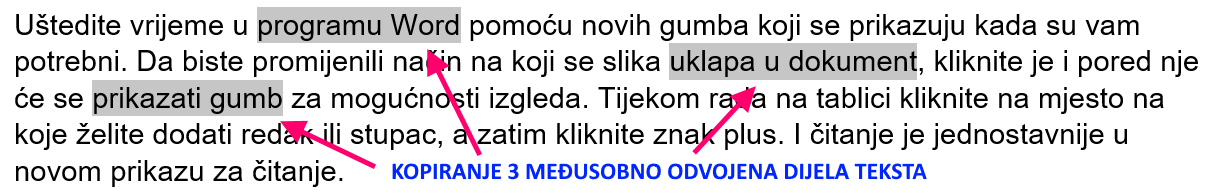 Uštedite vrijeme u programu Word pomoću novih gumba koji se prikazuju kada su vam
potrebni. Da biste promijenili način na koji se slika uklapa u dokument, kliknite je i pored nje
će se prikazati gumb za mogućnosti izgleda. Tijekom rada na tablici kliknite na mjesto na
koje želite dodati redak ili stupac, a zatim kliknite znak plus. I čitanje je jednostavnije u
novom prikazu za čitanje.
KOPIRANJE 3 MEĐUSOBNO ODVOJENA DIJELA TEKSTA